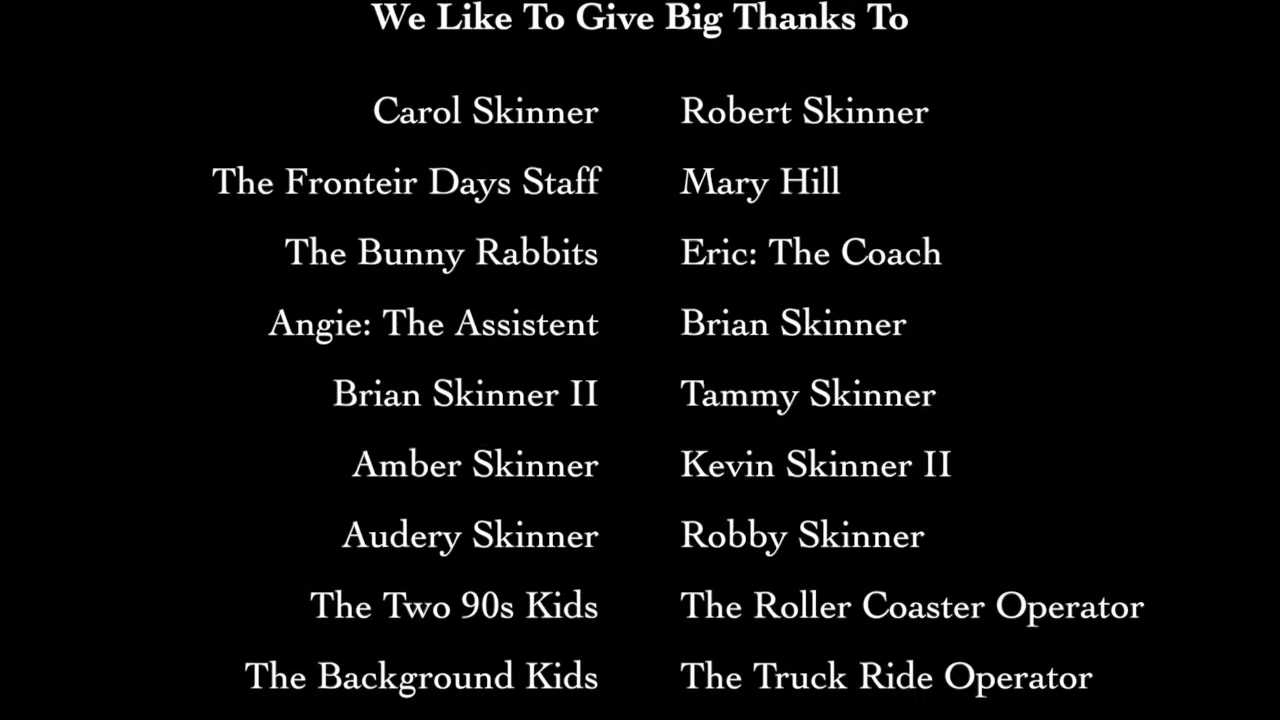 We Like To Give Big Thanks To
Carol Skinner Robert Skinner
The Fronteir Days Staff Mary Hill
The Bunny Rabbits Eric: The Coach
Angie: The Assistent Brian Skinner
Brian Skinner II Tammy Skinner
Amber Skinner Kevin Skinner II
Audery Skinner Robby Skinner
The Two 90s Kids The Roller Coaster Operator
The Background Kids The Truck Ride Operator